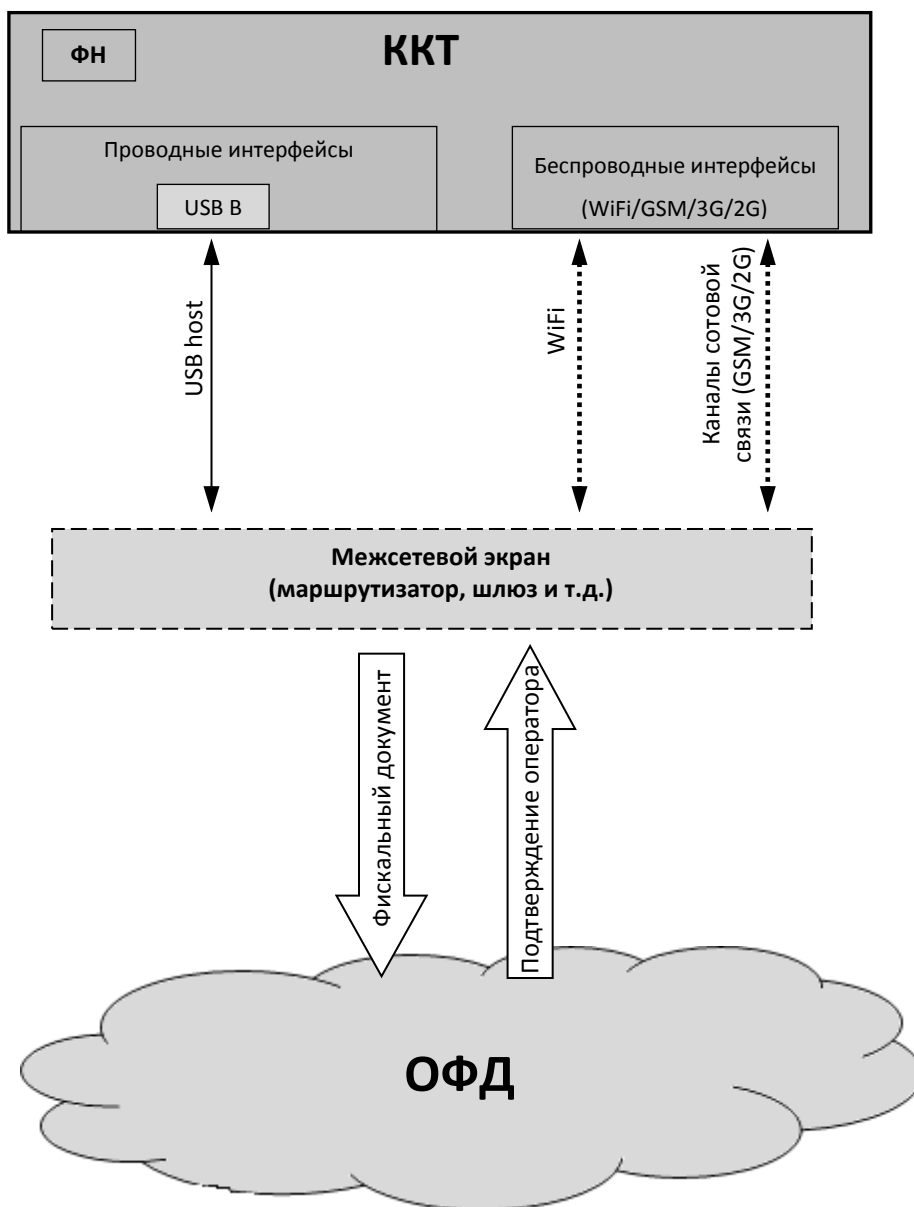 ККТ
ФН
Проводные интерфейсы
USB B
Беспроводные интерфейсы
(WiFi/GSM/3G/2G)
USB host
WiFi
Каналы сотовой
связи (GSM/3G/2G)
Межсетевой экран
(маршрутизатор, шлюз и т.д.)
Фискальный документ
Подтверждение оператора
ОФД